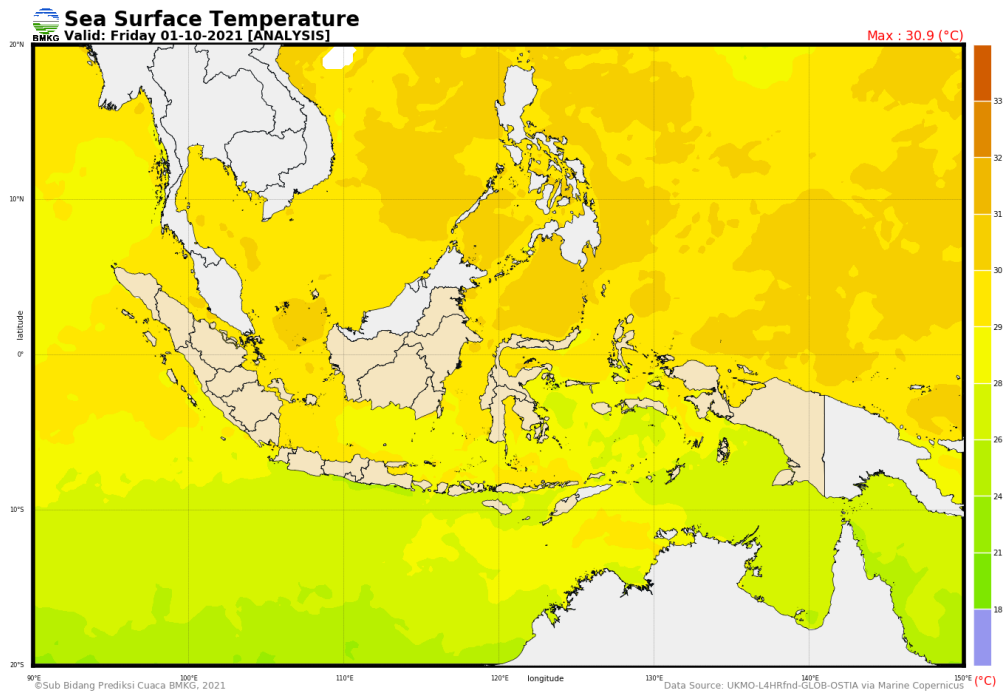 Sea Surface Temperature
BMKG Valid: Friday 01-10-2021 [ANALYSIS]
Max : 30.9 (°C)
20°N
10°N
0°
10°S
20°S
latitude
33
32
31
30
29
28
26
24
21
18
(°C)
90°E 100°E 110°E 120°E longitude 130°E 140°E 150°E
©Sub Bidang Prediksi Cuaca BMKG, 2021
Data Source: UKMO-L4HRfnd-GLOB-OSTIA via Marine Copernicus